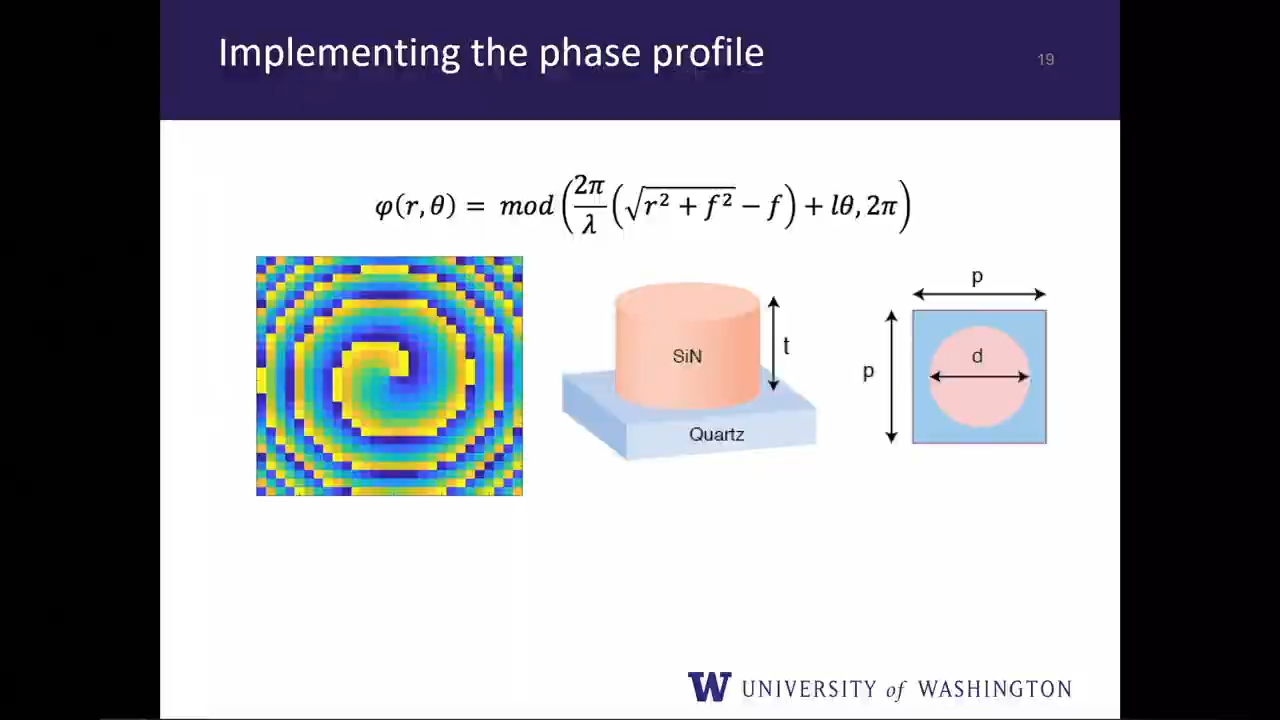 Implementing the phase profile
19
φ(r, θ) = mod (2π/λ (√(r² + f²) − f) + lθ, 2π)
SiN
t
Quartz
p
p
d
W UNIVERSITY of WASHINGTON